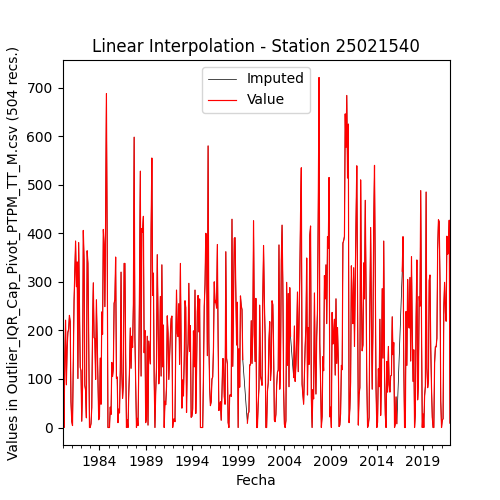 Linear Interpolation - Station 25021540
Values in Outlier_IQR_Cap_Pivot_PTPM_TT_M.csv (504 recs.)
Imputed
Value
700
600
500
400
300
200
100
0
1984 1989 1994 1999 2004 2009 2014 2019
Fecha